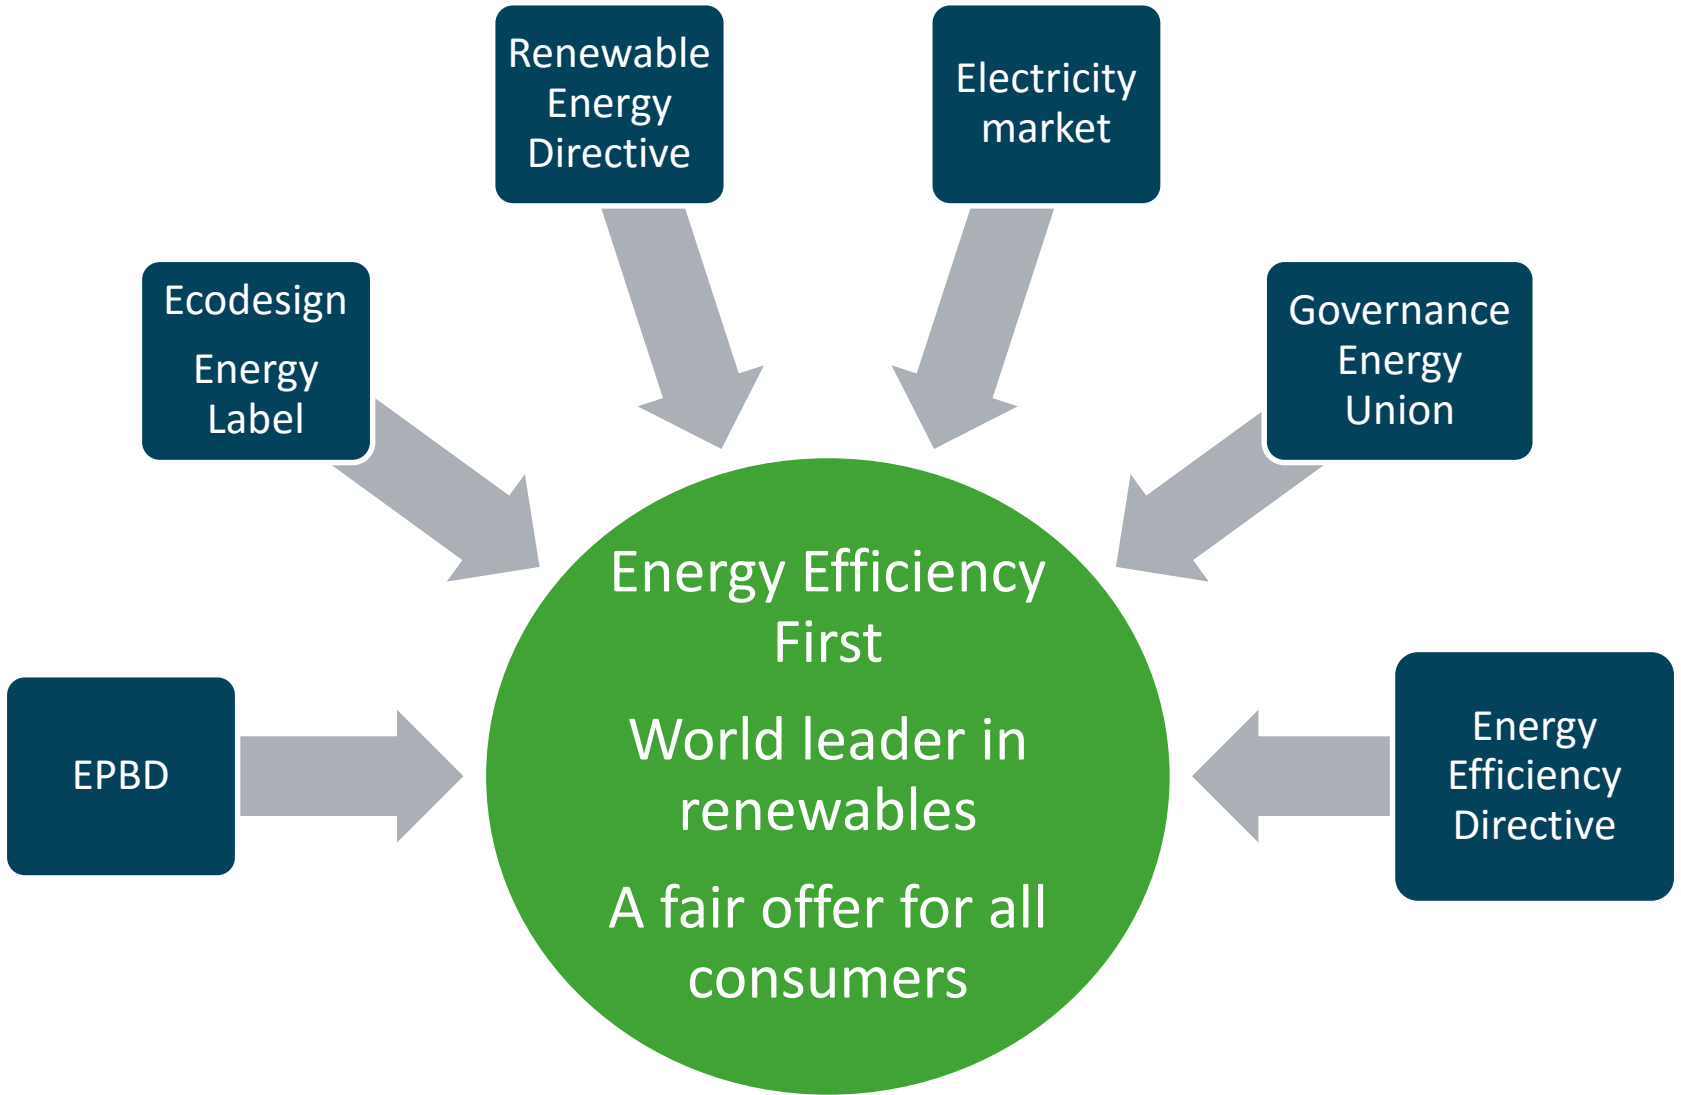 Renewable
Energy
Directive
Electricity
market
Ecodesign
Energy
Label
Governance
Energy
Union
EPBD
Energy Efficiency
First
World leader in
renewables
A fair offer for all
consumers
Energy
Efficiency
Directive